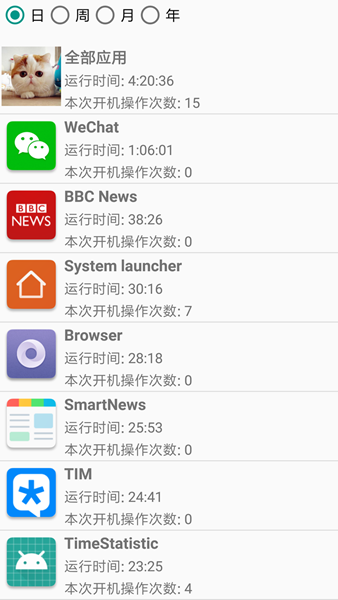 日 周 月 年
全部应用
运行时间: 4:20:36
本次开机操作次数: 15
WeChat
运行时间: 1:06:01
本次开机操作次数: 0
BBC NEWS
BBC News
运行时间: 38:26
本次开机操作次数: 0
System launcher
运行时间: 30:16
本次开机操作次数: 7
Browser
运行时间: 28:18
本次开机操作次数: 0
SmartNews
运行时间: 25:53
本次开机操作次数: 0
TIM
运行时间: 24:41
本次开机操作次数: 0
TimeStatistic
运行时间: 23:25
本次开机操作次数: 4